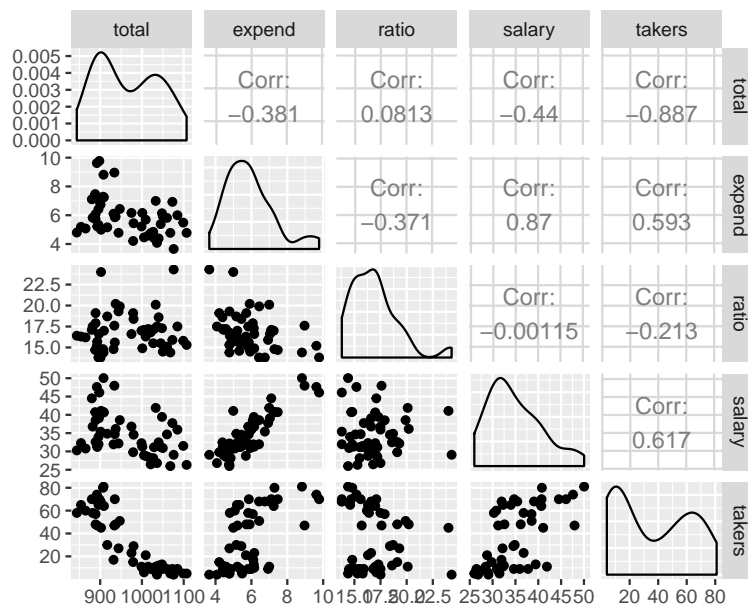 total expend ratio salary takers
0.005
0.004
0.003
0.002
0.001
0.000
Corr:
−0.381
Corr:
0.0813
Corr:
−0.44
Corr:
−0.887
total
10
8
6
4
Corr:
−0.371
Corr:
0.87
Corr:
0.593
expend
22.5
20.0
17.5
15.0
Corr:
−0.00115
Corr:
−0.213
ratio
50
45
40
35
30
25
Corr:
0.617
salary
80
60
40
20
takers
900 1000 1100 4 6 8 10 15.0 17.5 20.0 22.5 25 30 35 40 45 50 20 40 60 80